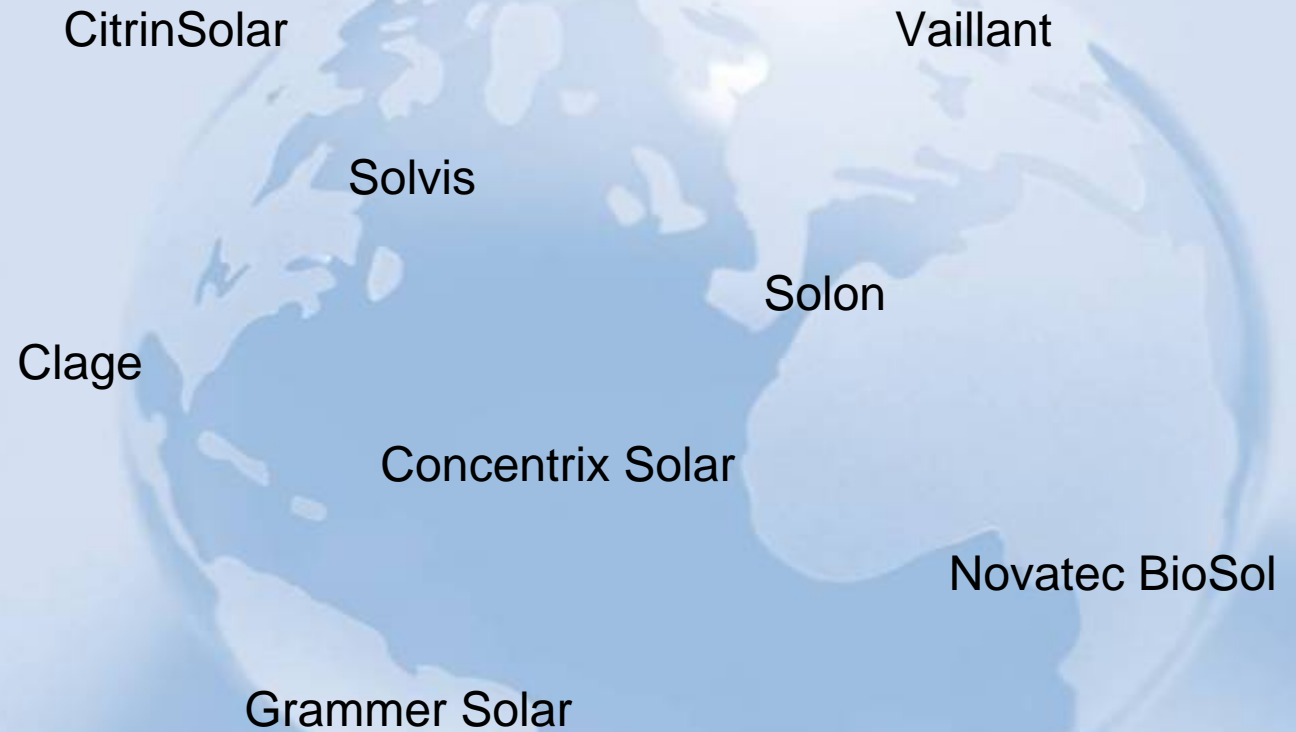 CitrinSolar
Vaillant
Solvis
Solon
Clage
Concentrix Solar
Novatec BioSol
Grammer Solar